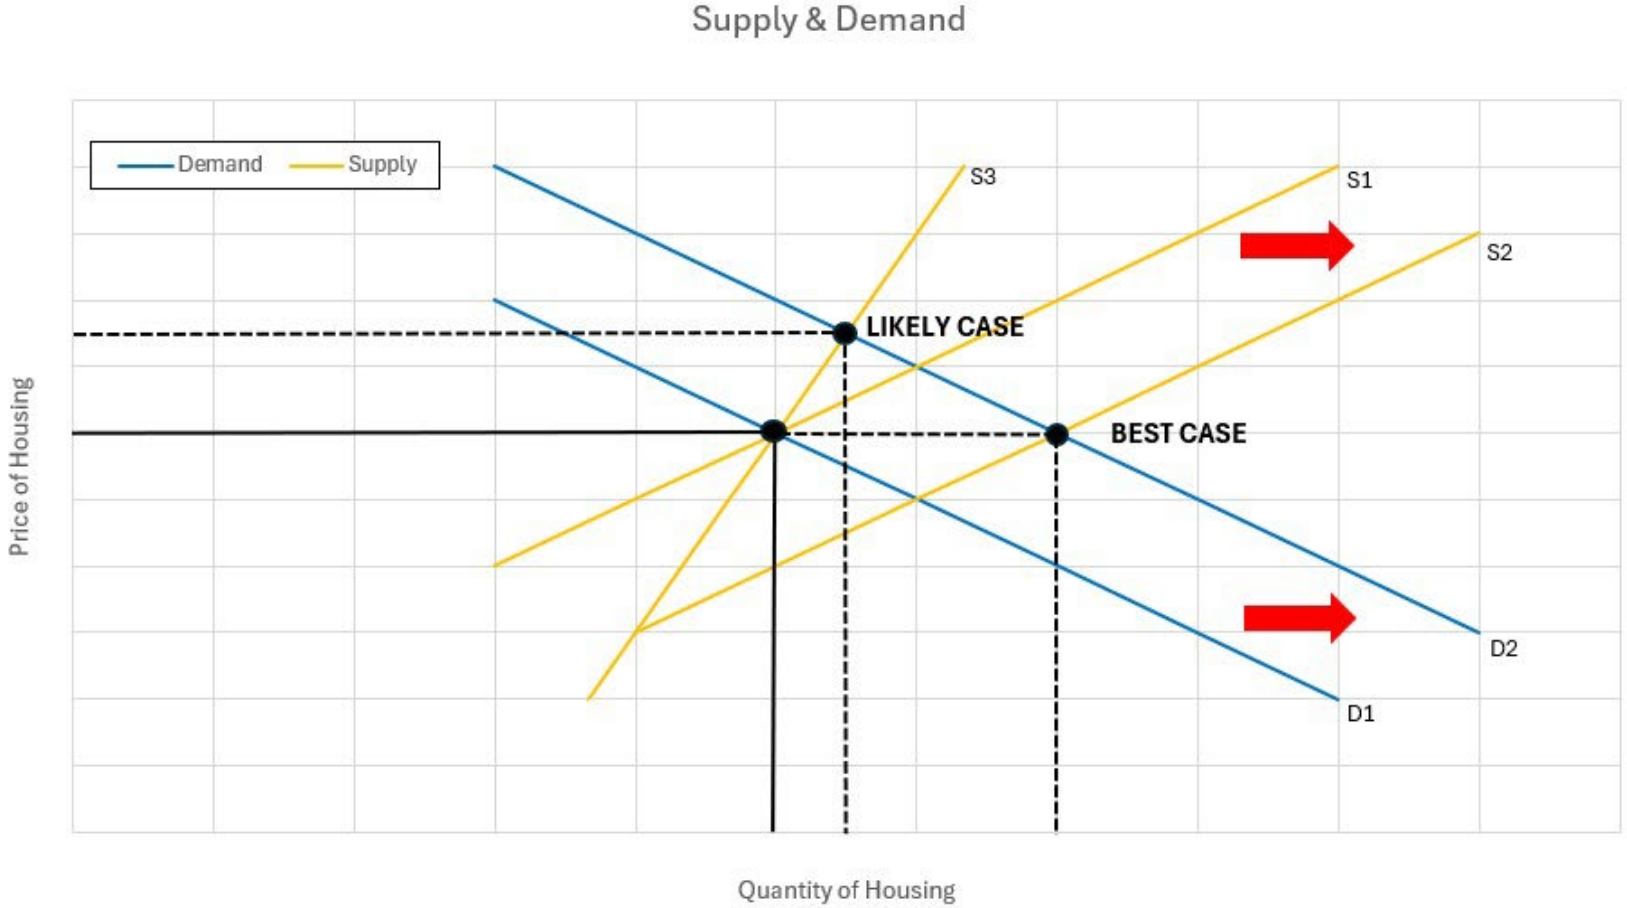 Supply & Demand
Demand
Supply
S3
S1
S2
LIKELY CASE
BEST CASE
D2
D1
Price of Housing
Quantity of Housing